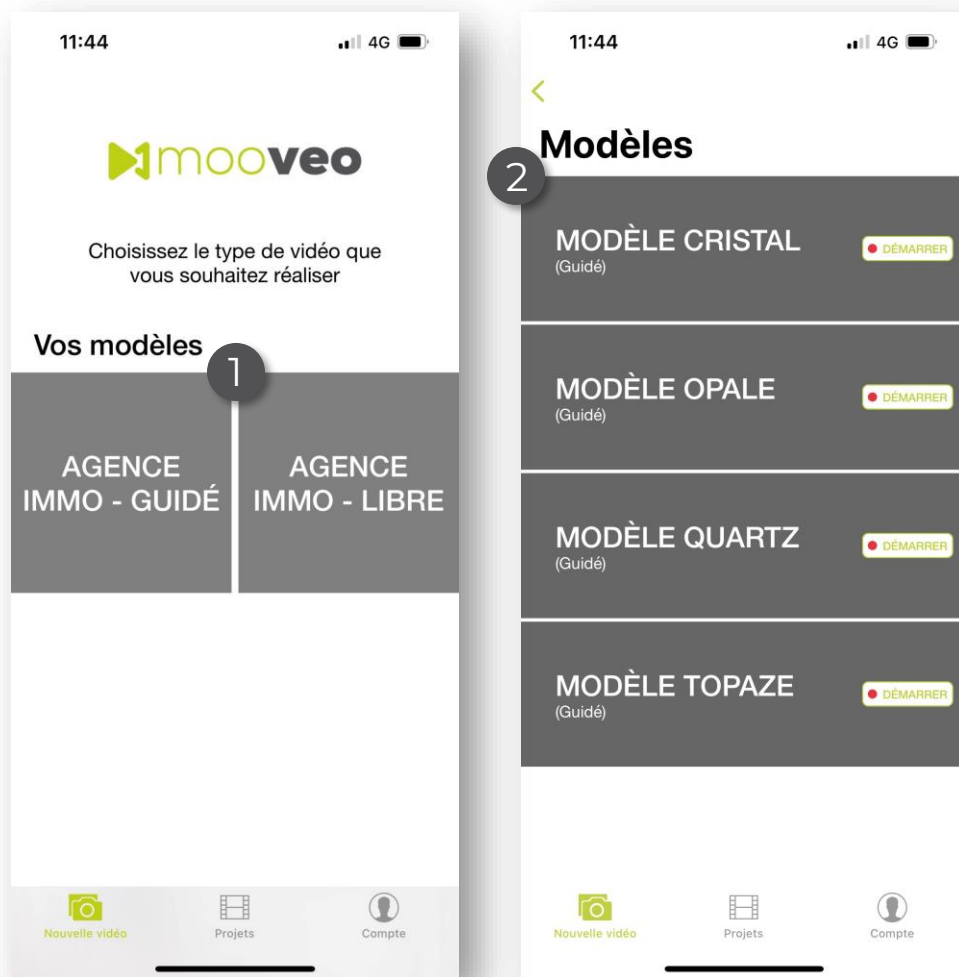 11:44
4G
mooveo
Choisissez le type de vidéo que
vous souhaitez réaliser
Vos modèles
1
AGENCE
IMMO - GUIDÉ
AGENCE
IMMO - LIBRE
Nouvelle vidéo
Projets
Compte
11:44
4G
Modèles
2
MODÈLE CRISTAL
(Guidé)
DÉMARRER
MODÈLE OPALE
(Guidé)
DÉMARRER
MODÈLE QUARTZ
(Guidé)
DÉMARRER
MODÈLE TOPAZE
(Guidé)
DÉMARRER
Nouvelle vidéo
Projets
Compte